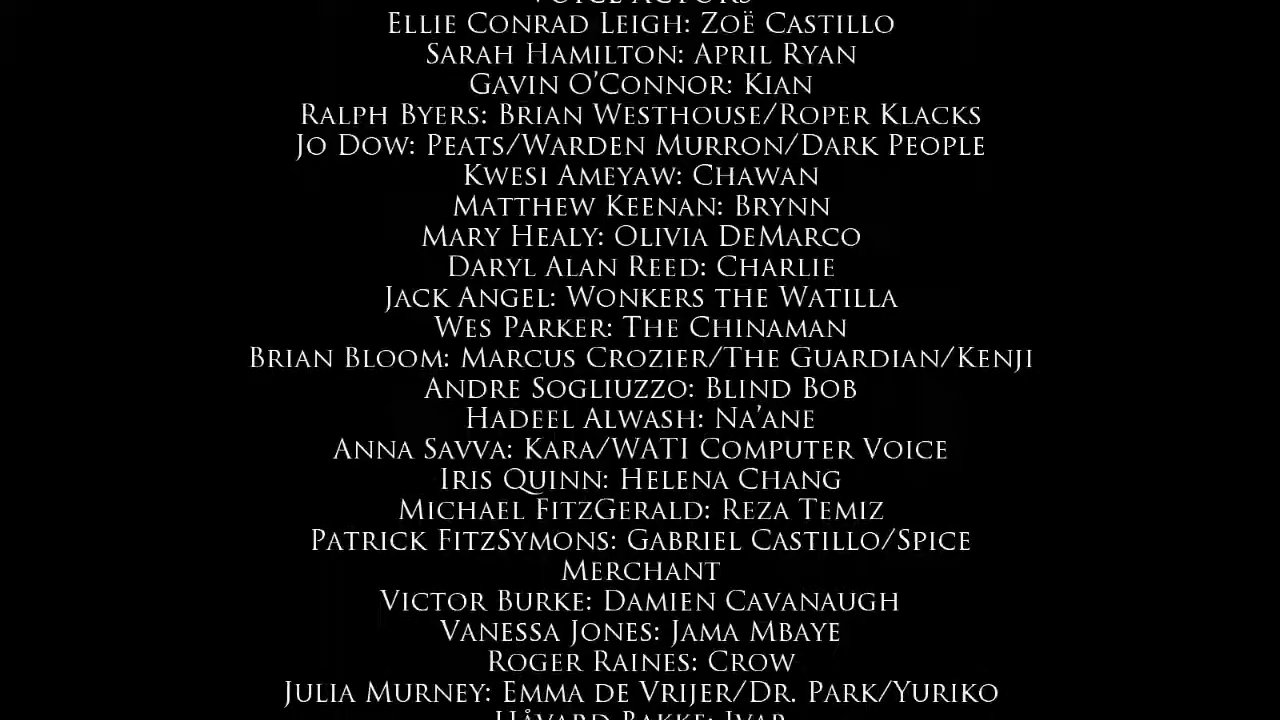 Voice Actors
Ellie Conrad Leigh: Zoë Castillo
Sarah Hamilton: April Ryan
Gavin O'Connor: Kian
Ralph Byers: Brian Westhouse/Roper Klacks
Jo Dow: Peats/Warden Murron/Dark People
Kwesi Ameyaw: Chawan
Matthew Keenan: Brynn
Mary Healy: Olivia DeMarco
Daryl Alan Reed: Charlie
Jack Angel: Wonkers the Watilla
Wes Parker: The Chinaman
Brian Bloom: Marcus Crozier/The Guardian/Kenji
Andre Sogliuzzo: Blind Bob
Hadeel Alwash: Na'ane
Anna Savva: Kara/WATI Computer Voice
Iris Quinn: Helena Chang
Michael FitzGerald: Reza Temiz
Patrick FitzSymons: Gabriel Castillo/Spice
Merchant
Victor Burke: Damien Cavanaugh
Vanessa Jones: Jama Mbaye
Roger Raines: Crow
Julia Murney: Emma de Vrijer/Dr. Park/Yuriko
Håvard Bakke: Ivar